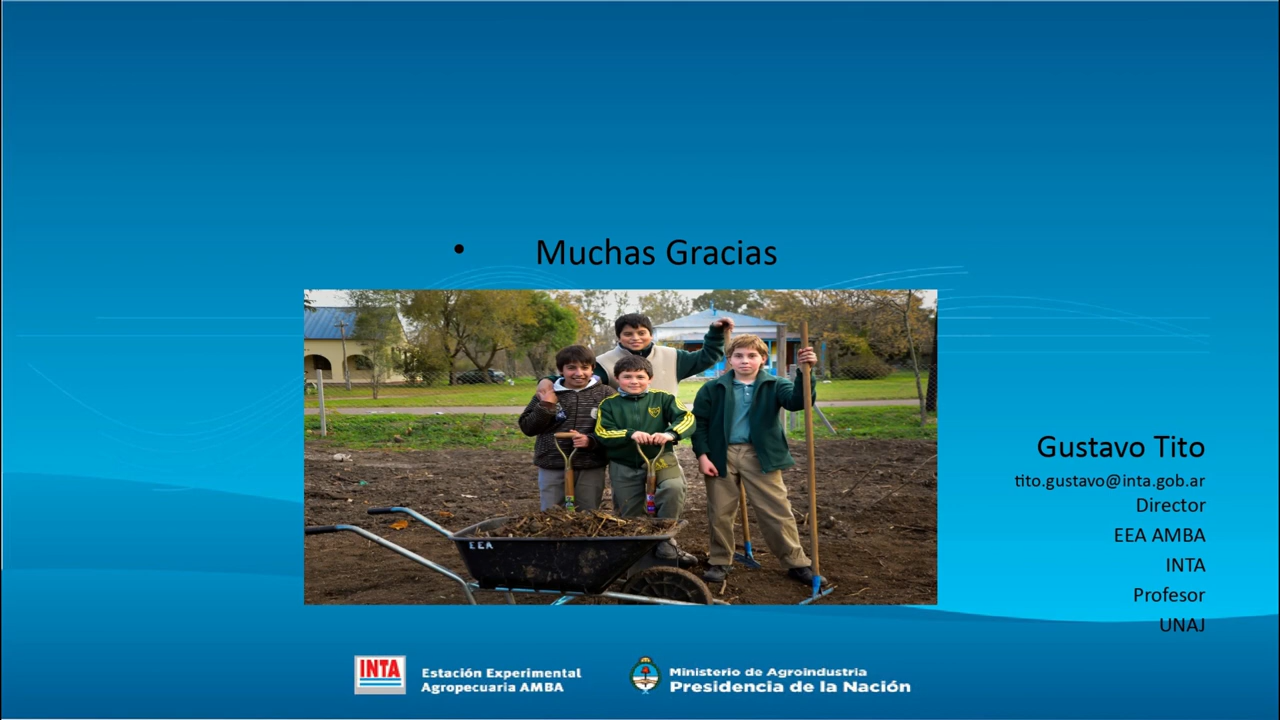 • Muchas Gracias
EEA
Gustavo Tito
tito.gustavo@inta.gob.ar
Director
EEA AMBA
INTA
Profesor
UNAJ
INTA
Estación Experimental
Agropecuaria AMBA
Ministerio de Agroindustria
Presidencia de la Nación